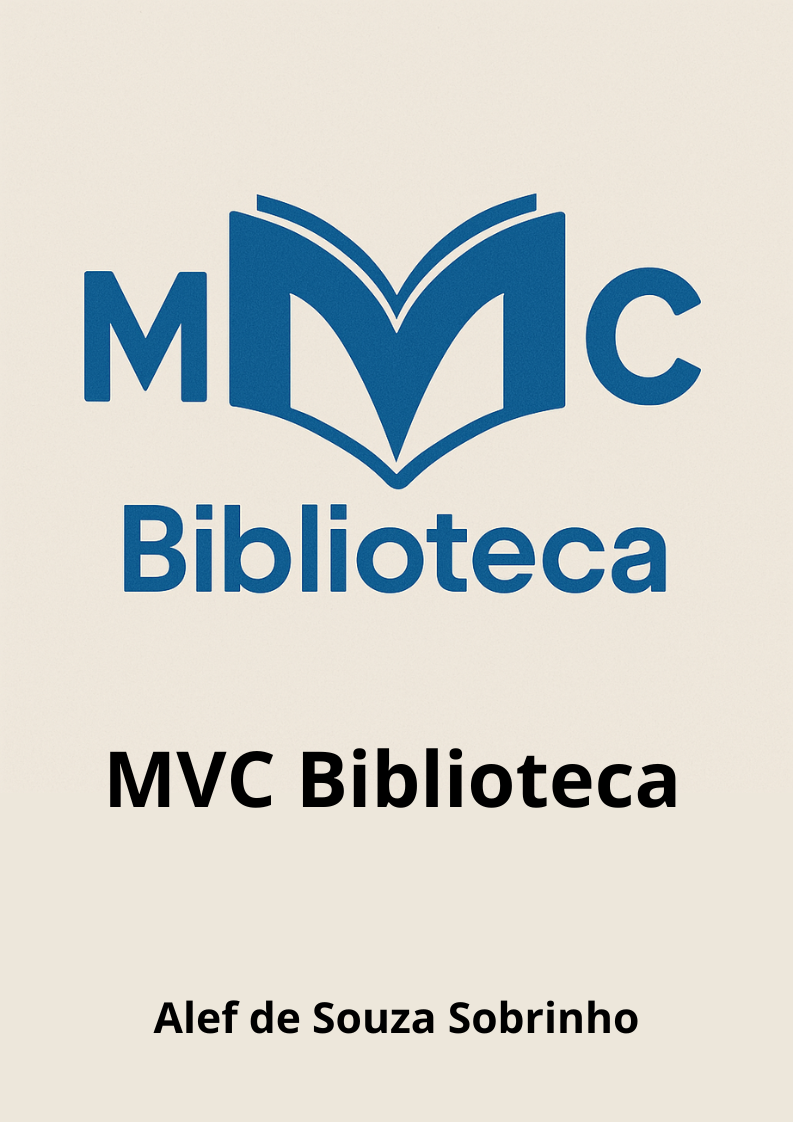 MVC
Biblioteca
MVC Biblioteca
Alef de Souza Sobrinho